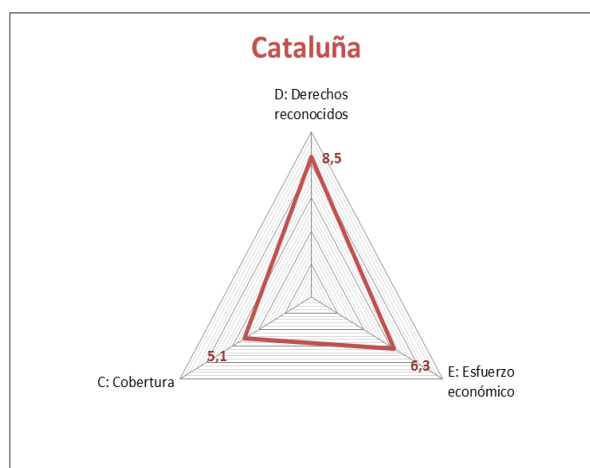 Cataluña
D: Derechos
reconocidos
8,5
5,1
6,3
C: Cobertura
E: Esfuerzo
económico